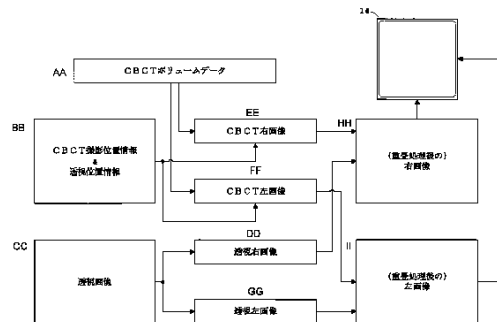 24
AA
CBCTボリュームデータ
EE
BB
HH
CBCT撮影位置情報
&
透視位置情報
CBCT右画像
(重畳処理後の)
右画像
FF
CBCT左画像
DD
CC
透視右画像
II
透視画像
(重畳処理後の)
左画像
GG
透視左画像